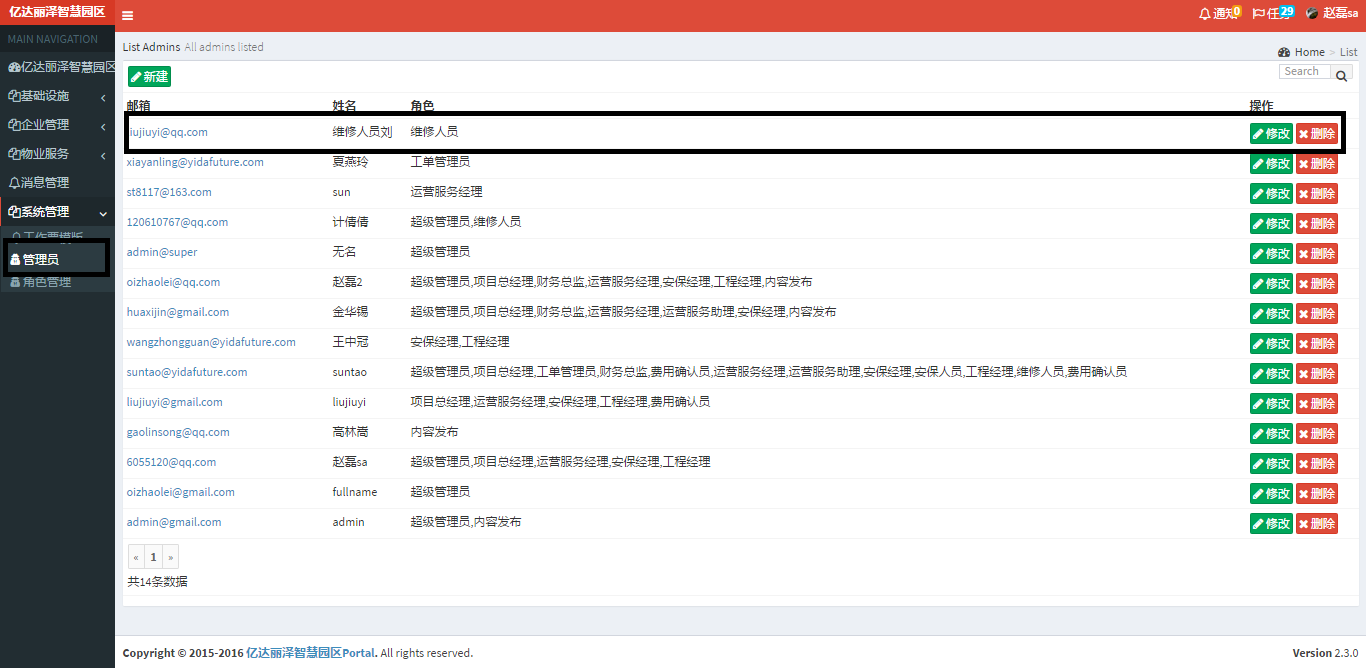 亿达丽泽智慧园区
通知 0 任务 29 赵磊sa
MAIN NAVIGATION
亿达丽泽智慧园区
基础设施
企业管理
物业服务
消息管理
系统管理
工作票模版
管理员
角色管理
List Admins All admins listed
Home > List
新建
Search
邮箱 姓名 角色 操作
liujiuyi@qq.com 维修人员刘 维修人员 修改 删除
xiayanling@yidafuture.com 夏燕玲 工单管理员 修改 删除
st8117@163.com sun 运营服务经理 修改 删除
120610767@qq.com 计倩倩 超级管理员,维修人员 修改 删除
admin@super 无名 超级管理员 修改 删除
oizhaolei@qq.com 赵磊2 超级管理员,项目总经理,财务总监,运营服务经理,安保经理,工程经理,内容发布 修改 删除
huaxijin@gmail.com 金华锡 超级管理员,项目总经理,财务总监,运营服务经理,运营服务助理,安保经理,内容发布 修改 删除
wangzhongguan@yidafuture.com 王中冠 安保经理,工程经理 修改 删除
suntao@yidafuture.com suntao 超级管理员,项目总经理,工单管理员,财务总监,费用确认员,运营服务经理,运营服务助理,安保经理,安保人员,工程经理,维修人员,费用确认员 修改 删除
liujiuyi@gmail.com liujiuyi 项目总经理,运营服务经理,安保经理,工程经理,费用确认员 修改 删除
gaolinsong@qq.com 高林嵩 内容发布 修改 删除
6055120@qq.com 赵磊sa 超级管理员,项目总经理,运营服务经理,安保经理,工程经理 修改 删除
oizhaolei@gmail.com fullname 超级管理员 修改 删除
admin@gmail.com admin 超级管理员,内容发布 修改 删除
« 1 »
共14条数据
Copyright © 2015-2016 亿达丽泽智慧园区Portal. All rights reserved.
Version 2.3.0